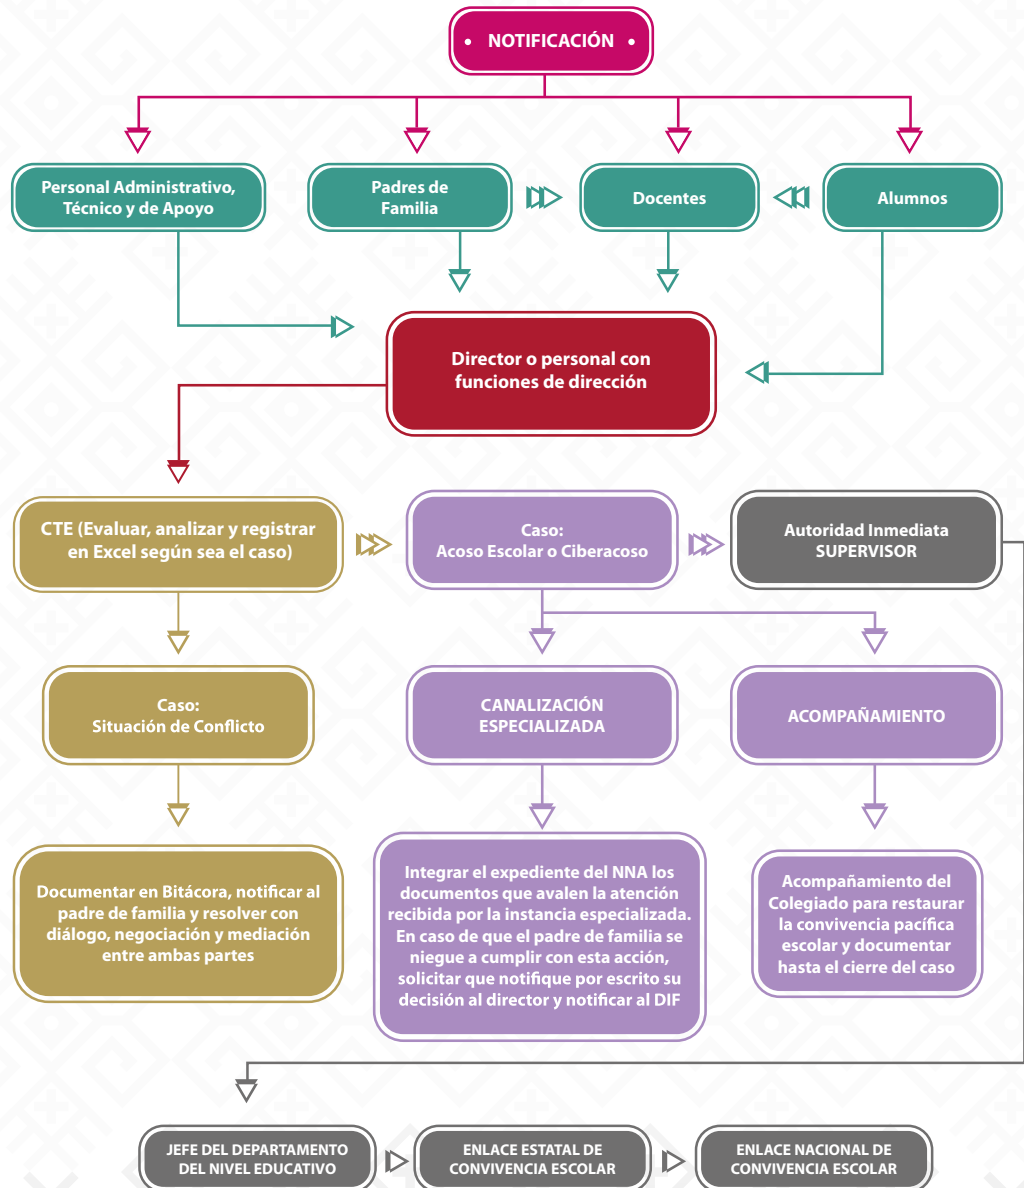 • NOTIFICACIÓN •
Personal Administrativo,
Técnico y de Apoyo
Padres de
Familia
Docentes
Alumnos
Director o personal con
funciones de dirección
CTE (Evaluar, analizar y registrar
en Excel según sea el caso)
Caso:
Acoso Escolar o Ciberacoso
Autoridad Inmediata
SUPERVISOR
Caso:
Situación de Conflicto
CANALIZACIÓN
ESPECIALIZADA
ACOMPAÑAMIENTO
Documentar en Bitácora, notificar al
padre de familia y resolver con
diálogo, negociación y mediación
entre ambas partes
Integrar el expediente del NNA los
documentos que avalen la atención
recibida por la instancia especializada.
En caso de que el padre de familia se
niegue a cumplir con esta acción,
solicitar que notifique por escrito su
decisión al director y notificar al DIF
Acompañamiento del
Colegiado para restaurar
la convivencia pacífica
escolar y documentar
hasta el cierre del caso
JEFE DEL DEPARTAMENTO
DEL NIVEL EDUCATIVO
ENLACE ESTATAL DE
CONVIVENCIA ESCOLAR
ENLACE NACIONAL DE
CONVIVENCIA ESCOLAR